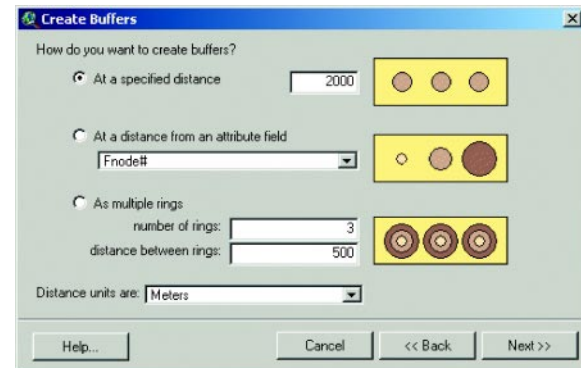 Create Buffers
How do you want to create buffers?
At a specified distance 2000
At a distance from an attribute field
Fnode#
As multiple rings
number of rings: 3
distance between rings: 500
Distance units are: Meters
Help... Cancel << Back Next >>